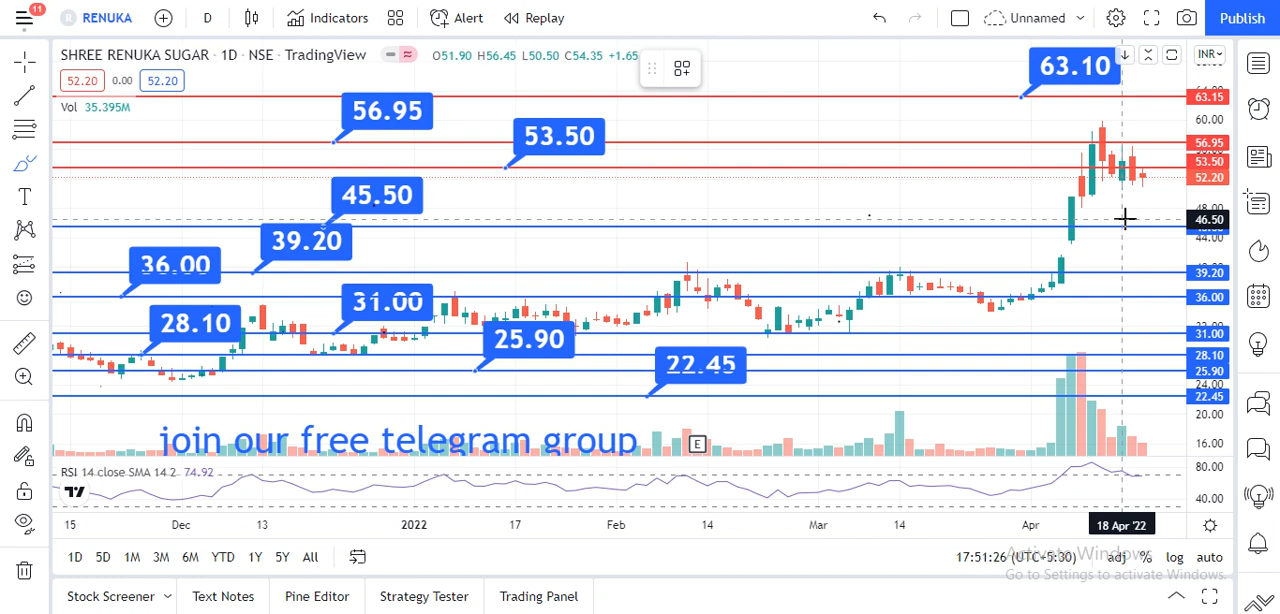 11
RENUKA
D
Indicators
Alert
Replay
Unnamed
Publish
SHREE RENUKA SUGAR · 1D · NSE · TradingView
O51.90 H56.45 L50.50 C54.35 +1.65
INR
52.20 0.00 52.20
Vol 35.395M
63.10
63.15
60.00
56.95
56.95
53.50
53.50
52.20
45.50
46.50
44.00
39.20
39.20
36.00
36.00
31.00
31.00
28.10
28.10
25.90
25.90
24.00
22.45
22.45
20.00
16.00
join our free telegram group
E
RSI 14 close SMA 14 2 74.92
80.00
40.00
15 Dec 13 2022 17 Feb 14 Mar 14 Apr 18 Apr '22
1D 5D 1M 3M 6M YTD 1Y 5Y All
17:51:26 (UTC+5:30) adj % log auto
Activate Windows
Go to Settings to activate Windows.
Stock Screener Text Notes Pine Editor Strategy Tester Trading Panel